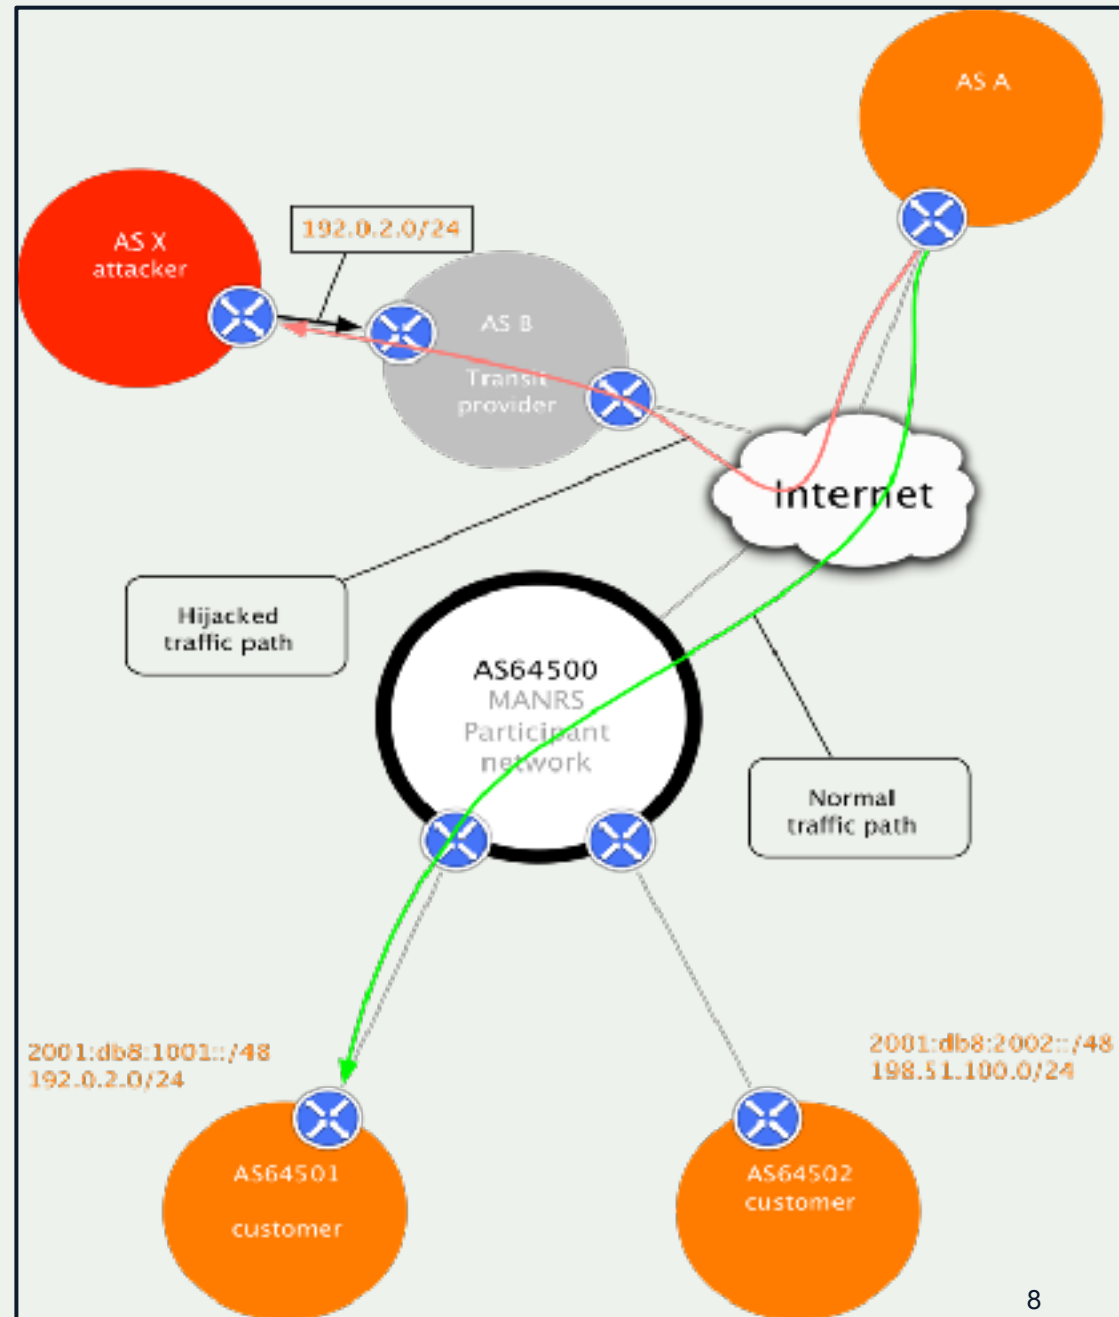 AS A
AS X
attacker
192.0.2.0/24
AS B
Transit
provider
Internet
Hijacked
traffic path
AS64500
MANRS
Participant
network
Normal
traffic path
2001:db8:1001::/48
192.0.2.0/24
2001:db8:2002::/48
198.51.100.0/24
AS64501
customer
AS64502
customer
8